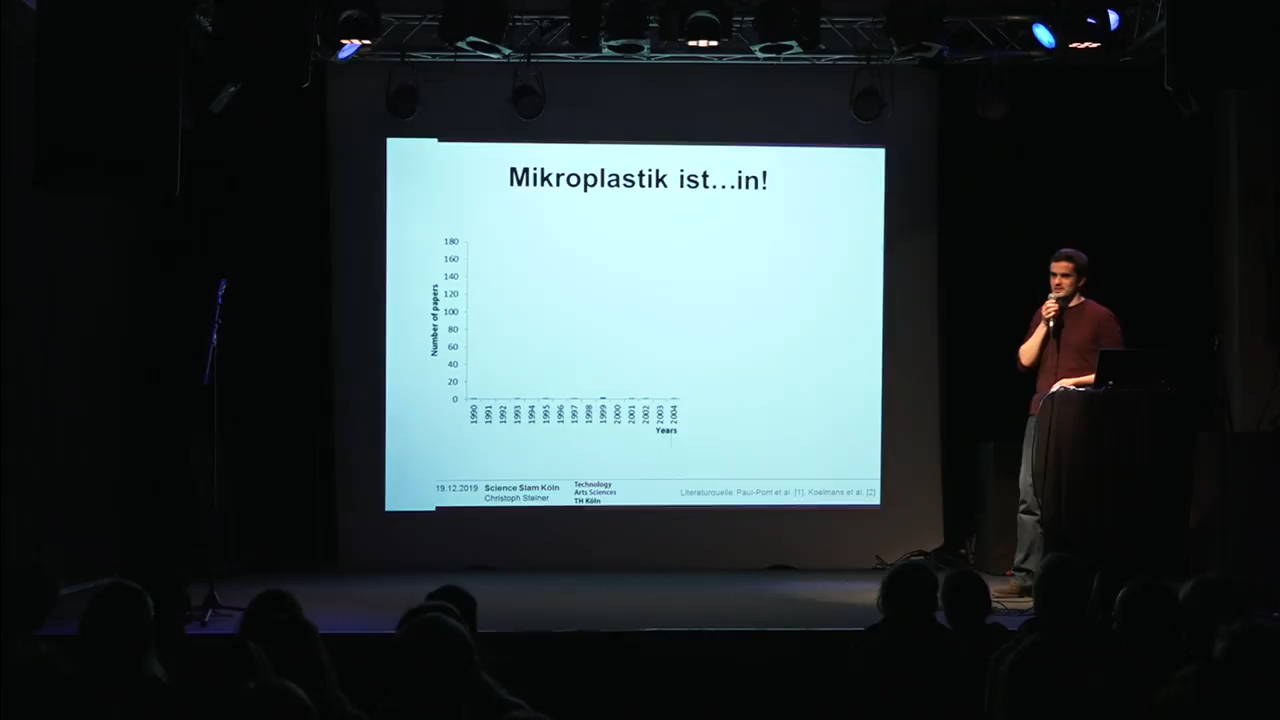 Mikroplastik ist...in!
180
160
140
120
100
80
60
40
20
0
Number of papers
1990 1991 1992 1993 1994 1995 1996 1997 1998 1999 2000 2001 2002 2003 2004
Years
19.12.2019 Science Slam Köln
Christoph Steiner
Technology
Arts Sciences
TH Köln
Literaturquelle: Paul-Pont et al. [1], Koelmans et al. [2]